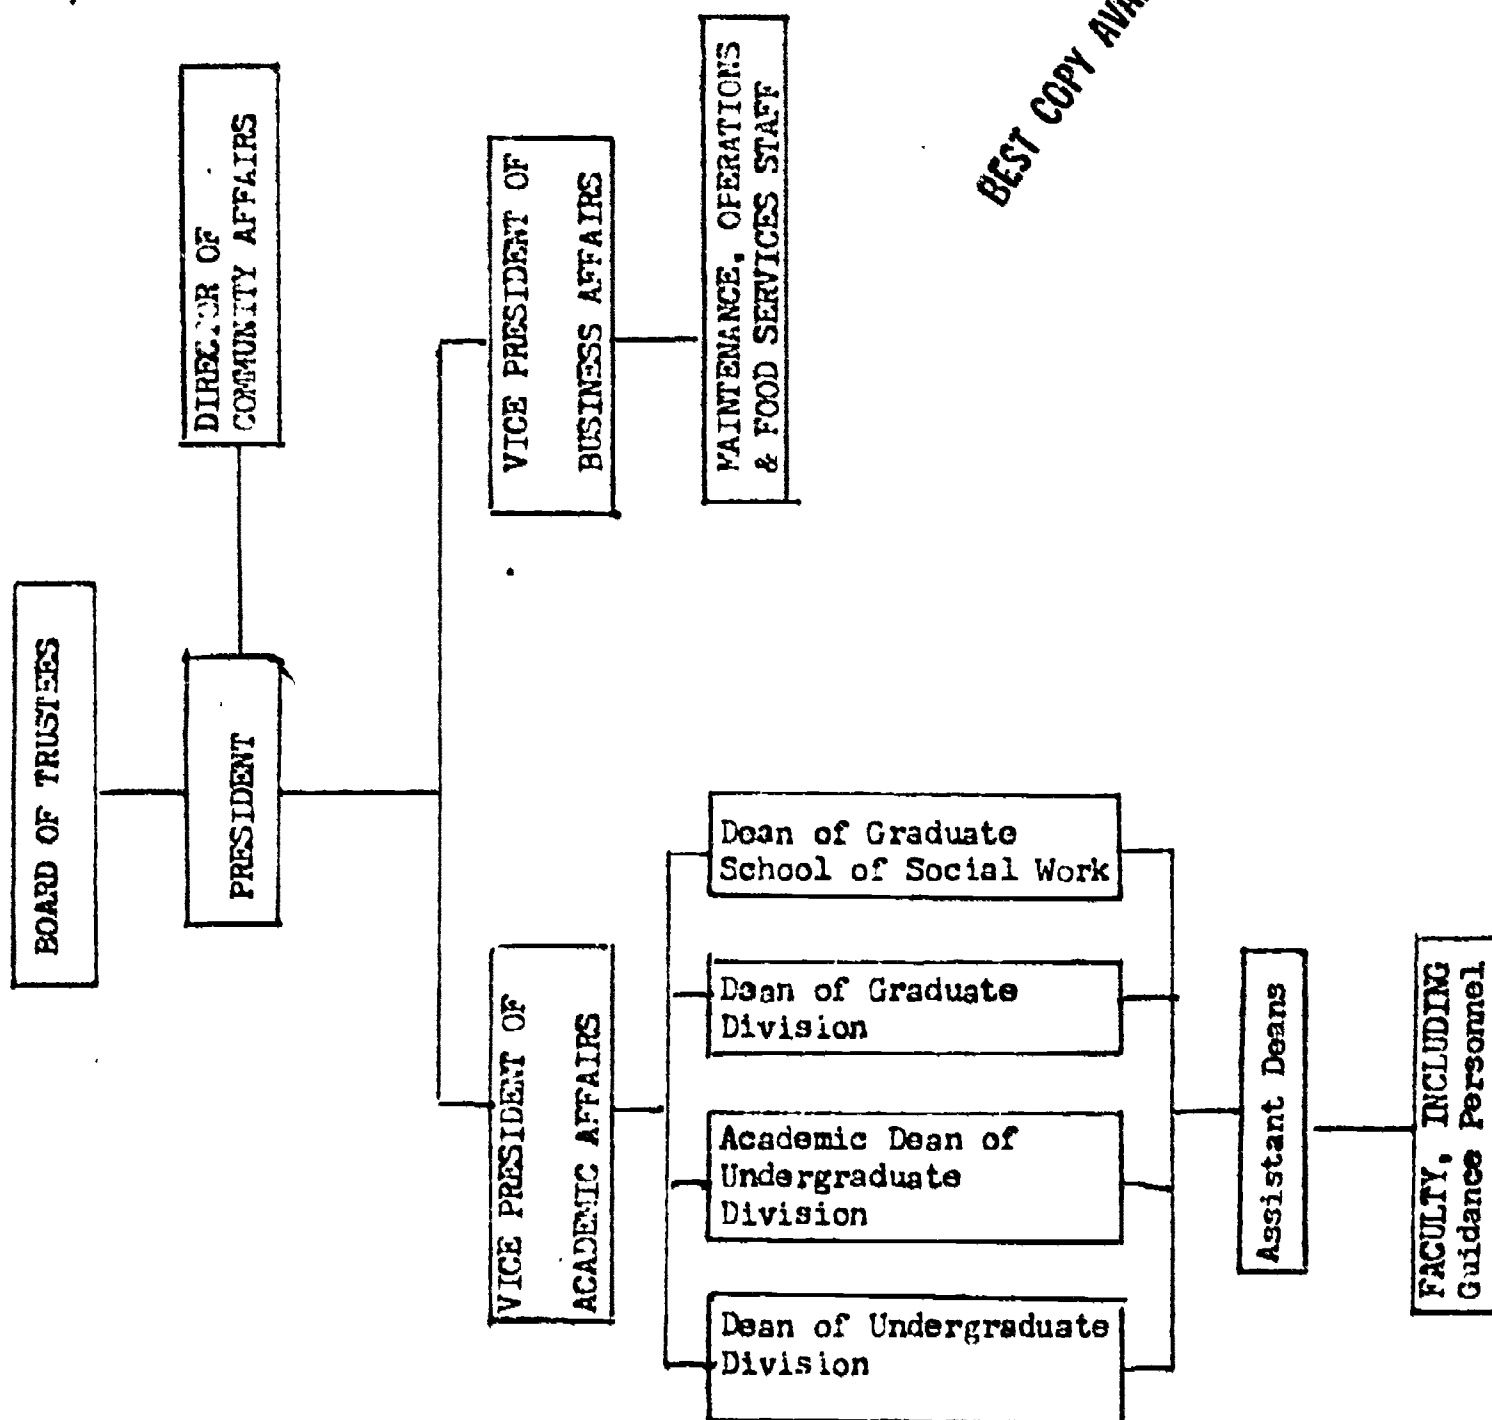 BOARD OF TRUSTEES
PRESIDENT
DIRECTOR OF
COMMUNITY AFFAIRS
VICE PRESIDENT OF
ACADEMIC AFFAIRS
VICE PRESIDENT OF
BUSINESS AFFAIRS
MAINTENANCE, OPERATIONS
& FOOD SERVICES STAFF
Dean of Undergraduate
Division
Academic Dean of
Undergraduate
Division
Dean of Graduate
Division
Dean of Graduate
School of Social Work
Assistant Deans
FACULTY, INCLUDING
Guidance Personnel
BEST COPY